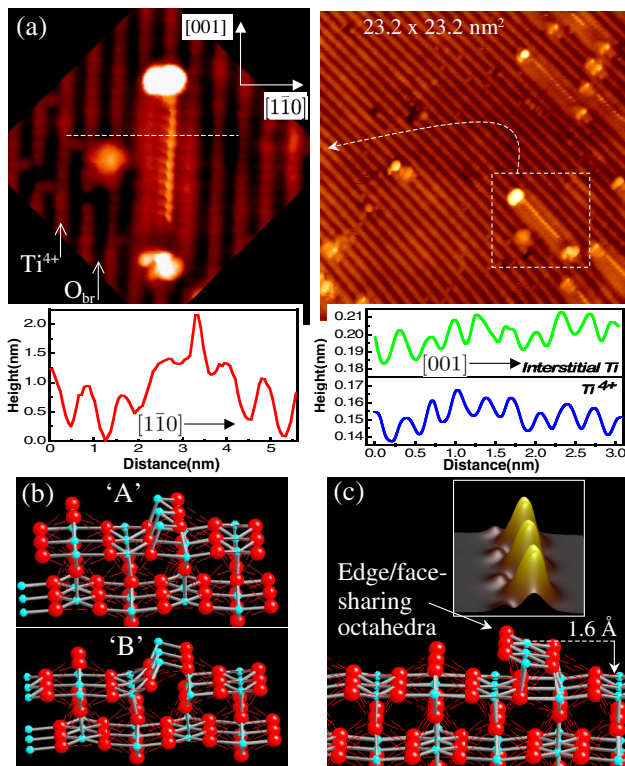 (a)
[001]
[11̅0]
Ti⁴⁺
O_br
23.2 x 23.2 nm²
Height(nm)
2.0
1.5
1.0
0.5
0.0
[11̅0]
0 1 2 3 4 5
Distance(nm)
Height(nm)
0.21
0.20
0.19
0.18
[001]
Interstitial Ti
0.17
0.16
0.15
0.14
Ti 4+
0.0 0.5 1.0 1.5 2.0 2.5 3.0
Distance(nm)
(b)
‘A’
‘B’
(c)
Edge/face-
sharing
octahedra
1.6 Å